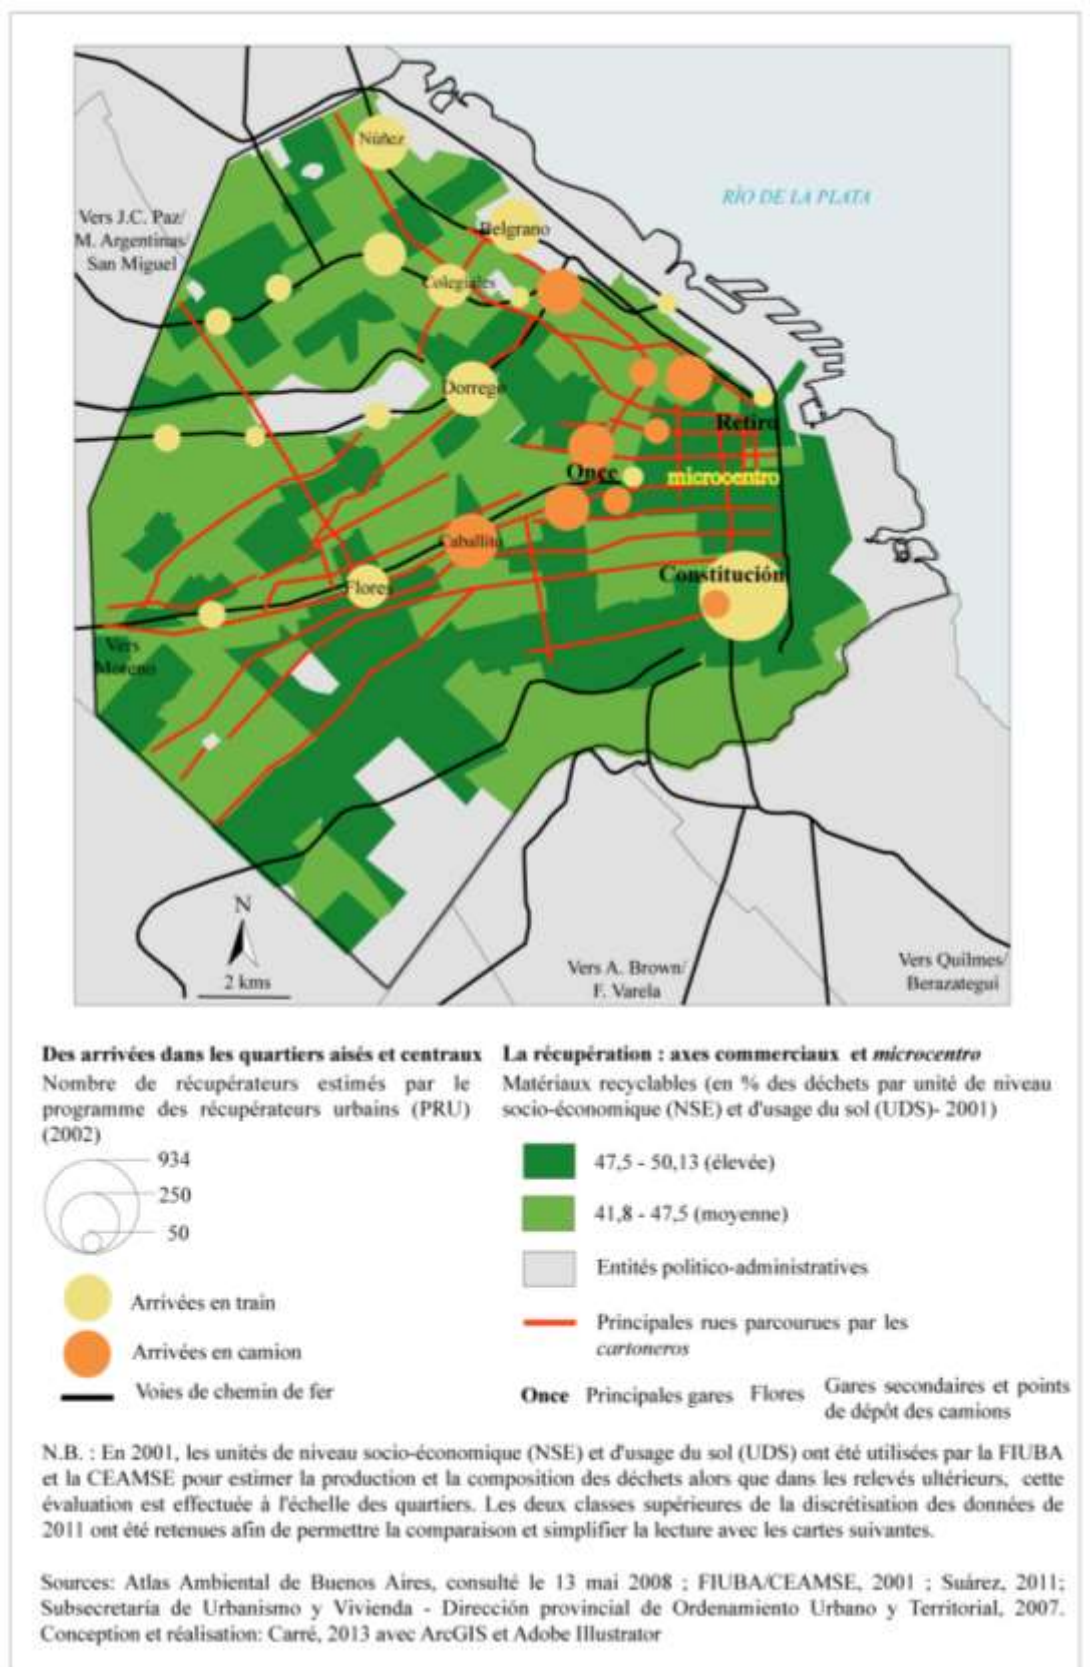 Núñez
RÍO DE LA PLATA
Vers J.C. Paz/
M. Argentinas/
San Miguel
Belgrano
Colegiales
Dorrego
Retiro
Once
microcentro
Caballito
Constitución
Flores
Vers
Moreno
N
2 kms
Vers A. Brown/
F. Varela
Vers Quilmes/
Berazategui
Des arrivées dans les quartiers aisés et centraux
Nombre de récupérateurs estimés par le
programme des récupérateurs urbains (PRU)
(2002)
934
250
50
Arrivées en train
Arrivées en camion
Voies de chemin de fer
La récupération : axes commerciaux et microcentro
Matériaux recyclables (en % des déchets par unité de niveau
socio-économique (NSE) et d'usage du sol (UDS)- 2001)
47,5 - 50,13 (élevée)
41,8 - 47,5 (moyenne)
Entités politico-administratives
Principales rues parcourues par les
cartoneros
Once Principales gares Flores Gares secondaires et points
de dépôt des camions
N.B. : En 2001, les unités de niveau socio-économique (NSE) et d'usage du sol (UDS) ont été utilisées par la FIUBA
et la CEAMSE pour estimer la production et la composition des déchets alors que dans les relevés ultérieurs, cette
évaluation est effectuée à l'échelle des quartiers. Les deux classes supérieures de la discrétisation des données de
2011 ont été retenues afin de permettre la comparaison et simplifier la lecture avec les cartes suivantes.
Sources: Atlas Ambiental de Buenos Aires, consulté le 13 mai 2008 ; FIUBA/CEAMSE, 2001 ; Suárez, 2011;
Subsecretaría de Urbanismo y Vivienda - Dirección provincial de Ordenamiento Urbano y Territorial, 2007.
Conception et réalisation: Carré, 2013 avec ArcGIS et Adobe Illustrator